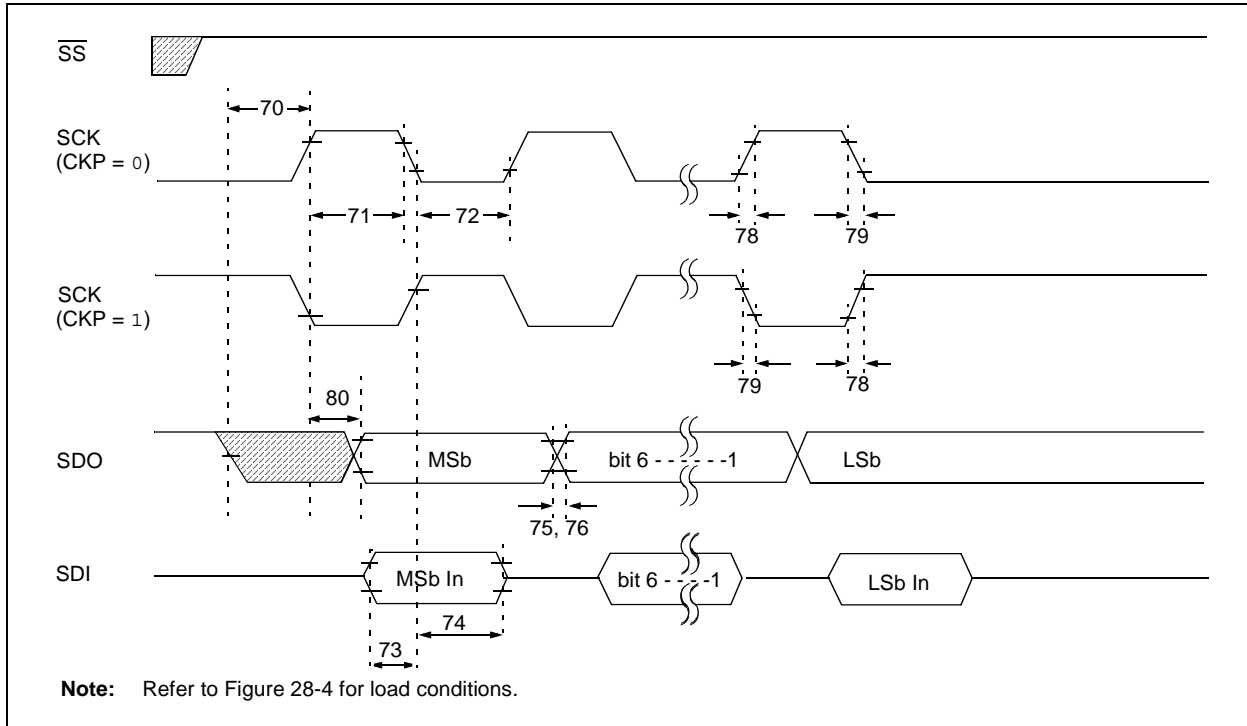 SS
70
SCK
(CKP = 0)
71
72
78
79
SCK
(CKP = 1)
79
78
80
SDO
MSb
bit 6 - - - - - -1
LSb
75, 76
SDI
MSb In
bit 6 - - - - -1
LSb In
74
73
Note: Refer to Figure 28-4 for load conditions.